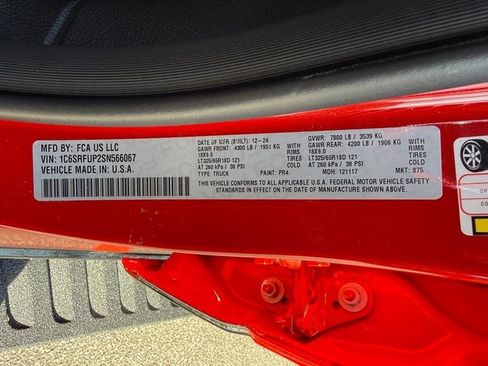 MFD BY: FCA US LLC
VIN: 1C6SRFUP2SN566067
VEHICLE MADE IN: U.S.A.
DATE OF MFR (BUILT): 12-24
GAWR FRONT: 4300 LB / 1951 KG
18X9.0
LT325/65R18D 121
AT 260 kPa / 38 PSI
TYPE: TRUCK
WITH
TIRES
RIMS
COLD
PAINT: PR4
GVWR: 7800 LB / 3539 KG
GAWR REAR: 4200 LB / 1906 KG
18X9.0
LT325/65R18D 121
AT 260 kPa / 38 PSI
MDH: 121117
WITH
TIRES
RIMS
COLD
MKT: 875
THIS VEHICLE CONFORMS TO ALL APPLICABLE U.S.A. FEDERAL MOTOR VEHICLE SAFETY
STANDARDS IN EFFECT ON THE DATE OF MANUFACTURE SHOWN ABOVE.